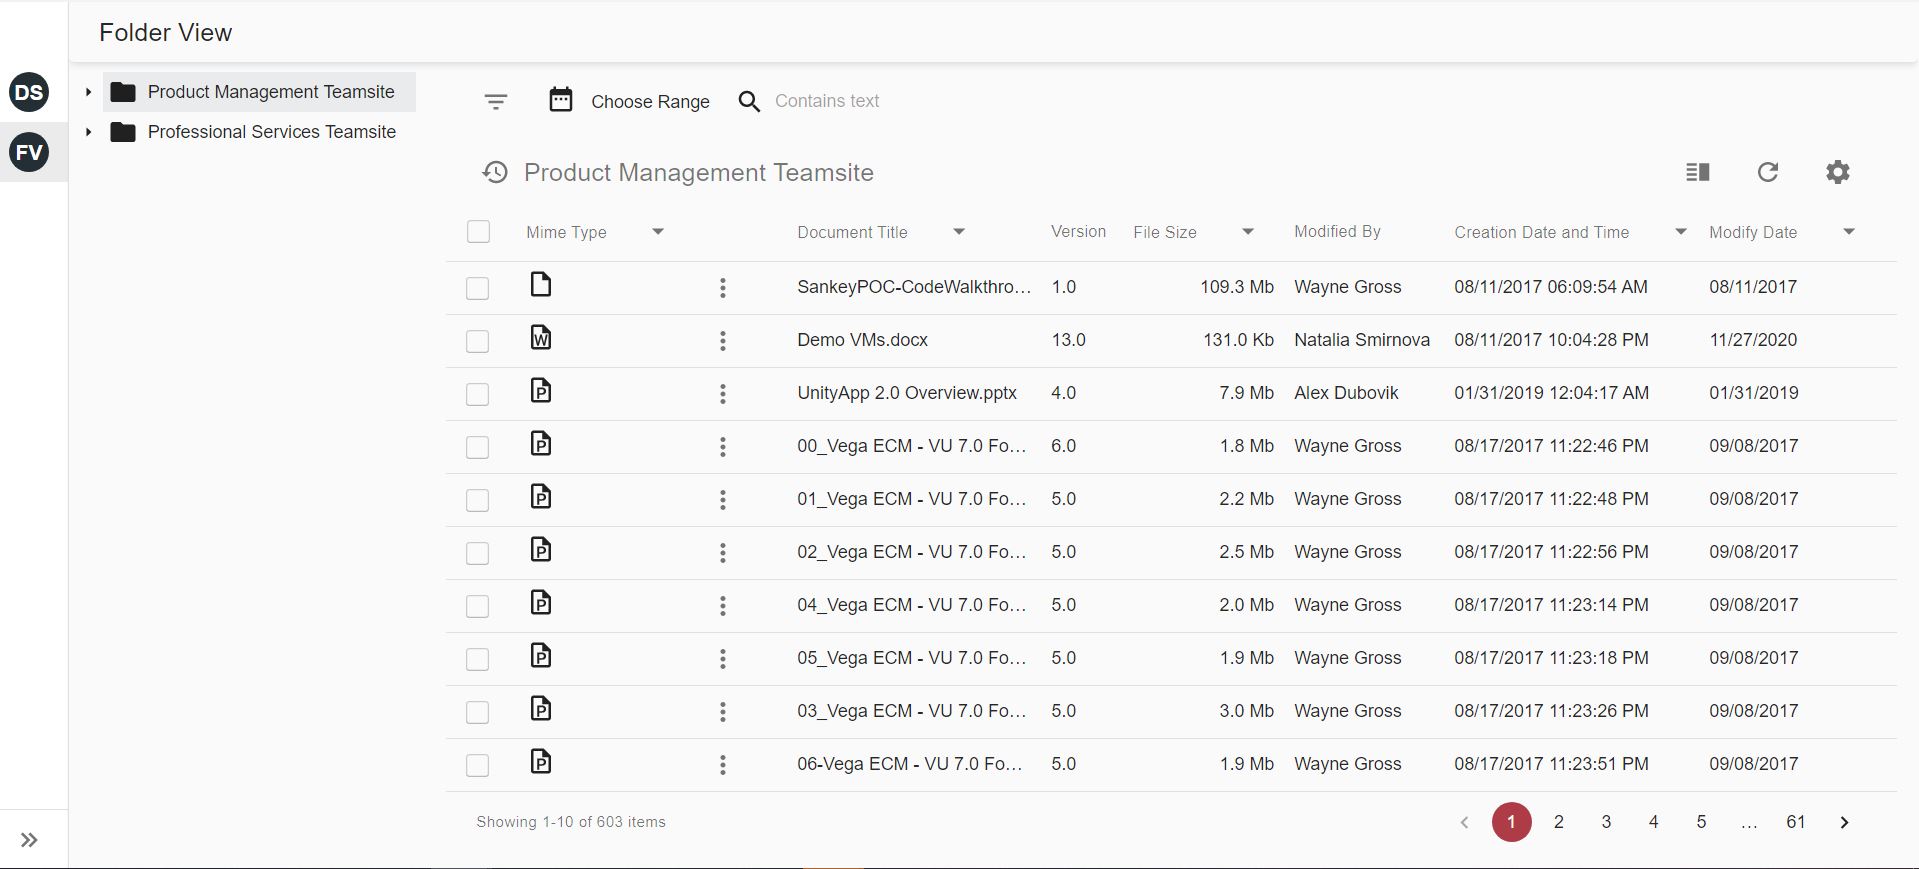 Folder View
DS
FV
Product Management Teamsite
Professional Services Teamsite
Choose Range Contains text
Product Management Teamsite
Mime Type Document Title Version File Size Modified By Creation Date and Time Modify Date
SankeyPOC-CodeWalkthro... 1.0 109.3 Mb Wayne Gross 08/11/2017 06:09:54 AM 08/11/2017
W Demo VMs.docx 13.0 131.0 Kb Natalia Smirnova 08/11/2017 10:04:28 PM 11/27/2020
P UnityApp 2.0 Overview.pptx 4.0 7.9 Mb Alex Dubovik 01/31/2019 12:04:17 AM 01/31/2019
P 00_Vega ECM - VU 7.0 Fo... 6.0 1.8 Mb Wayne Gross 08/17/2017 11:22:46 PM 09/08/2017
P 01_Vega ECM - VU 7.0 Fo... 5.0 2.2 Mb Wayne Gross 08/17/2017 11:22:48 PM 09/08/2017
P 02_Vega ECM - VU 7.0 Fo... 5.0 2.5 Mb Wayne Gross 08/17/2017 11:22:56 PM 09/08/2017
P 04_Vega ECM - VU 7.0 Fo... 5.0 2.0 Mb Wayne Gross 08/17/2017 11:23:14 PM 09/08/2017
P 05_Vega ECM - VU 7.0 Fo... 5.0 1.9 Mb Wayne Gross 08/17/2017 11:23:18 PM 09/08/2017
P 03_Vega ECM - VU 7.0 Fo... 5.0 3.0 Mb Wayne Gross 08/17/2017 11:23:26 PM 09/08/2017
P 06-Vega ECM - VU 7.0 Fo... 5.0 1.9 Mb Wayne Gross 08/17/2017 11:23:51 PM 09/08/2017
Showing 1-10 of 603 items 1 2 3 4 5 ... 61